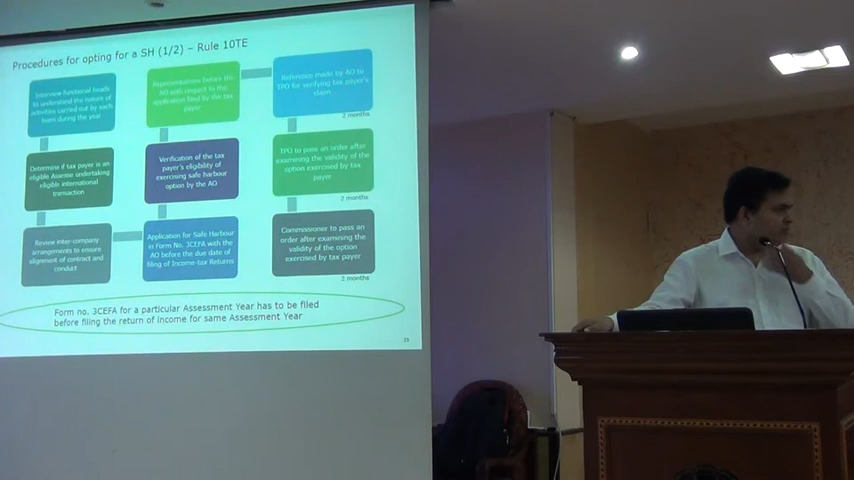 Procedures for opting for a SH (1/2) – Rule 10TE
Interview functional heads
to understand the nature of
activities carried out by each
team during the year
Determine if tax payer is an
eligible Assesse undertaking
eligible international
transaction
Review inter-company
arrangements to ensure
alignment of contract and
conduct
Application for Safe Harbour
in Form No. 3CEFA with the
AO before the due date of
filing of Income-tax Returns
Verification of the tax
payer's eligibility of
exercising safe harbour
option by the AO
Representations before the
AO with respect to the
application filed by the tax
payer
Reference made by AO to
TPO for verifying tax payer's
claim
2 months
TPO to pass an order after
examining the validity of the
option exercised by tax
payer
2 months
Commissioner to pass an
order after examining the
validity of the option
exercised by tax payer
2 months
Form no. 3CEFA for a particular Assessment Year has to be filed
before filing the return of income for same Assessment Year